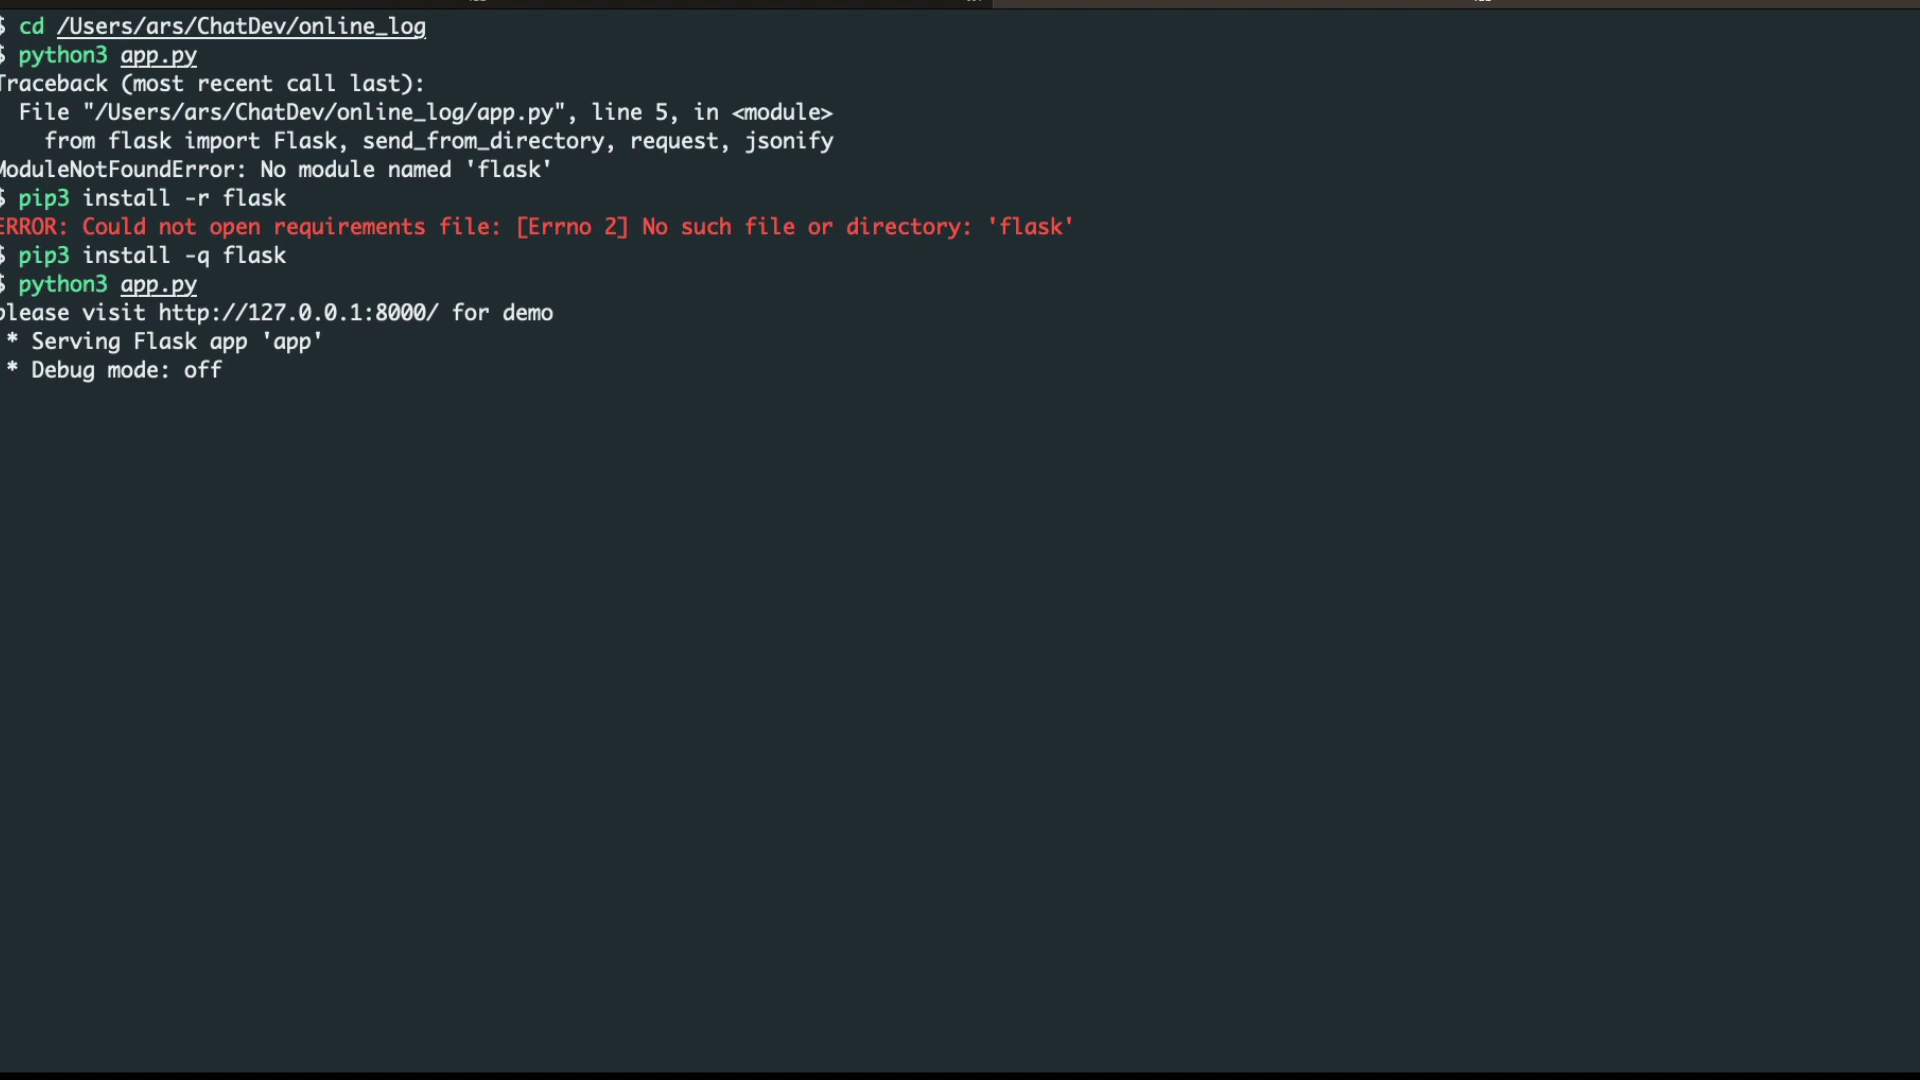 $ cd /Users/ars/ChatDev/online_log
$ python3 app.py
Traceback (most recent call last):
  File "/Users/ars/ChatDev/online_log/app.py", line 5, in <module>
    from flask import Flask, send_from_directory, request, jsonify
ModuleNotFoundError: No module named 'flask'
$ pip3 install -r flask
ERROR: Could not open requirements file: [Errno 2] No such file or directory: 'flask'
$ pip3 install -q flask
$ python3 app.py
please visit http://127.0.0.1:8000/ for demo
 * Serving Flask app 'app'
 * Debug mode: off